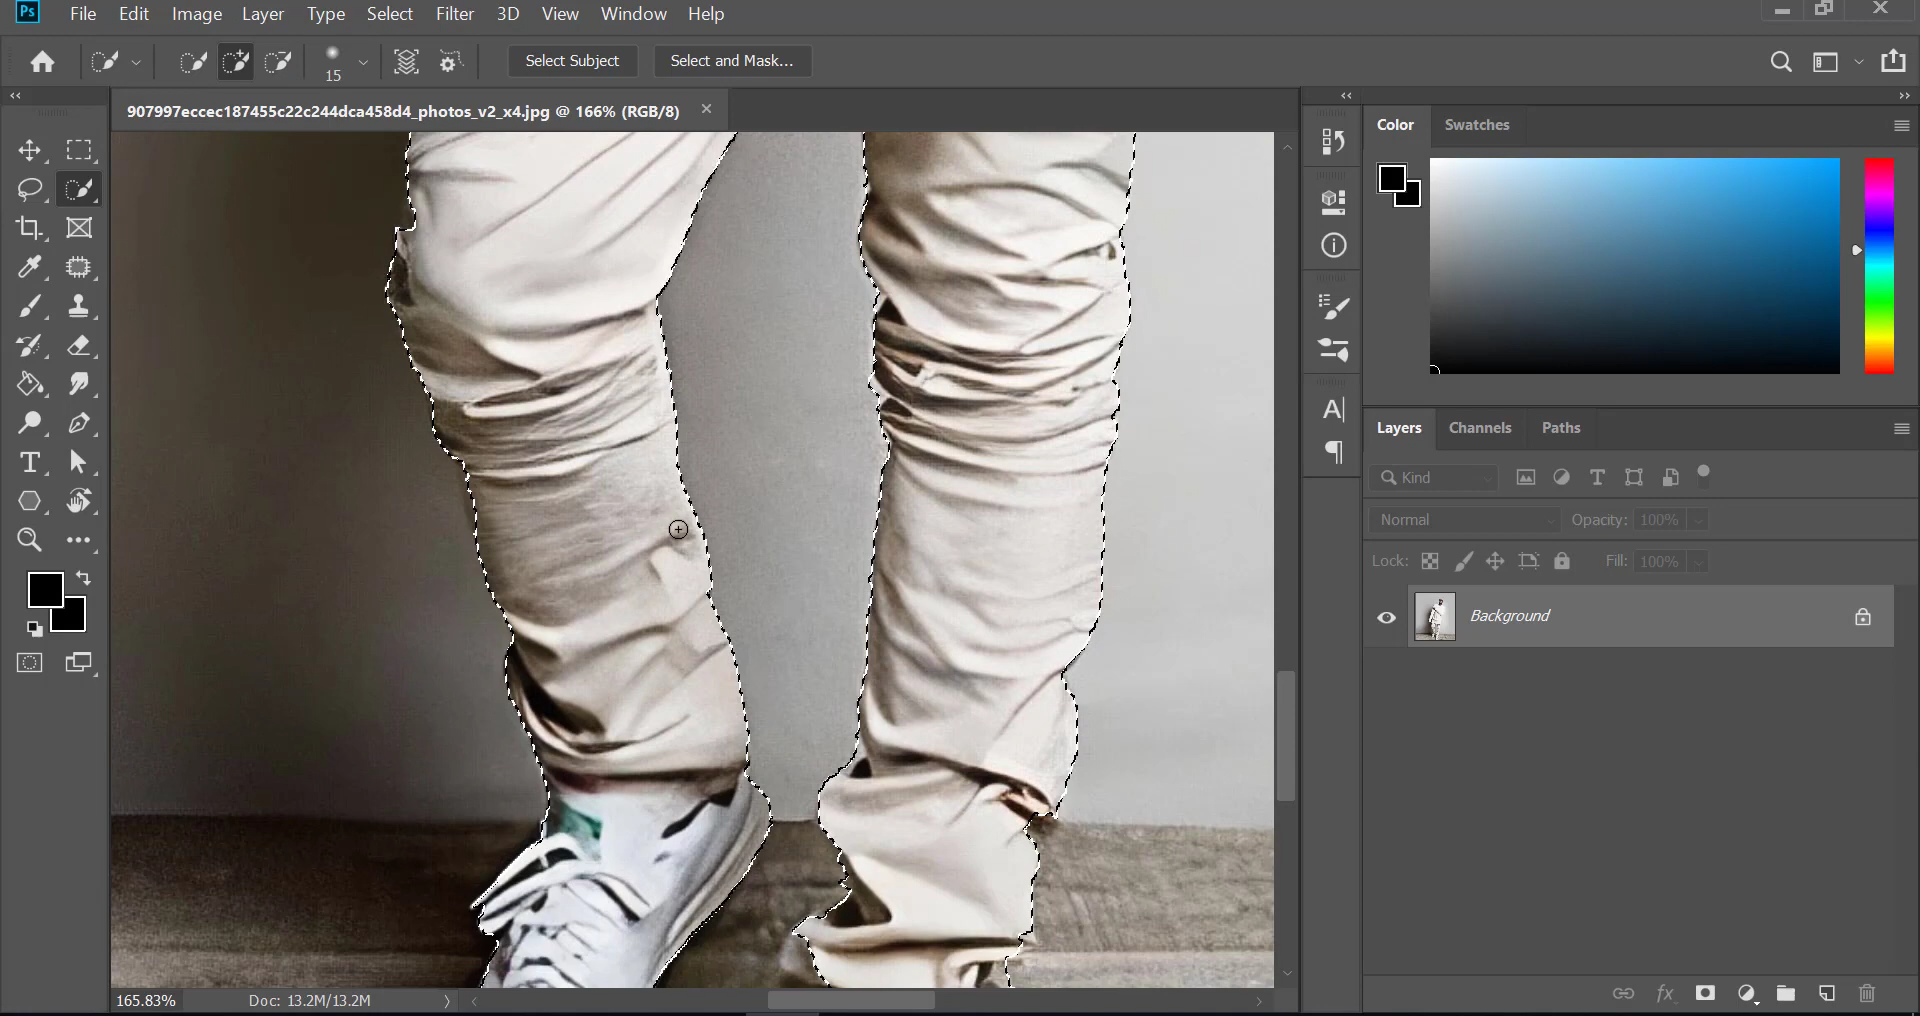 Ps File Edit Image Layer Type Select Filter 3D View Window Help
15 Select Subject Select and Mask...
907997eccec187455c22c244dca458d4_photos_v2_x4.jpg @ 166% (RGB/8) ×
Color Swatches
Layers Channels Paths
Kind
Normal Opacity: 100%
Lock: Fill: 100%
Background
fx
165.83% Doc: 13.2M/13.2M